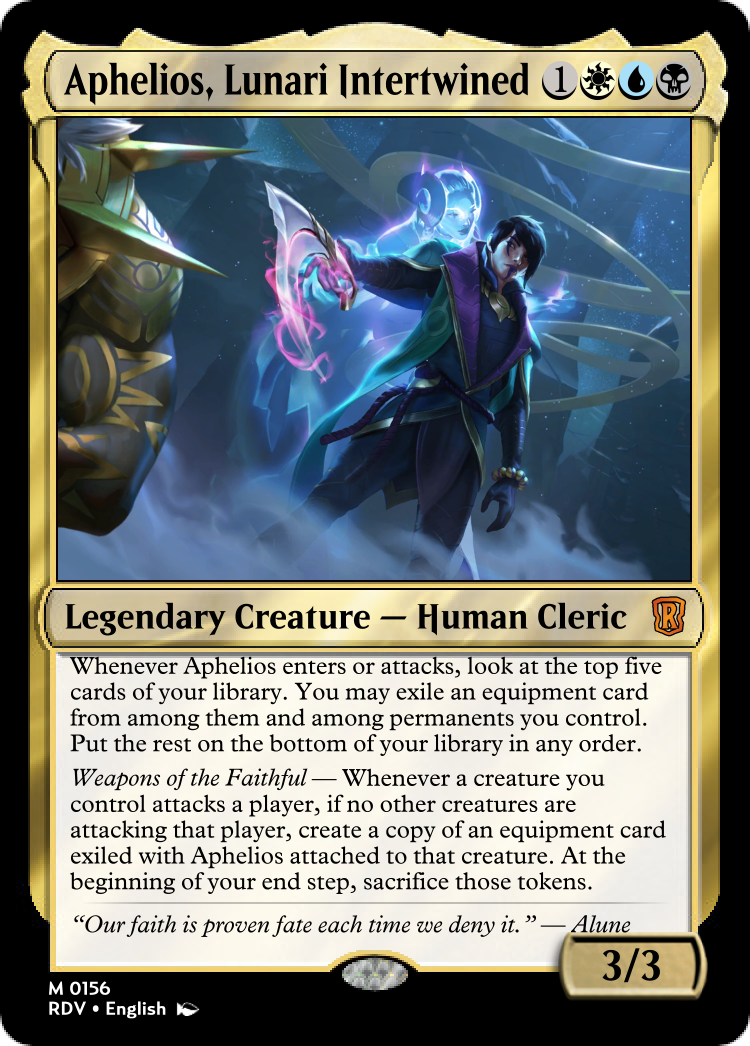 Aphelios, Lunari Intertwined 1
Legendary Creature — Human Cleric R
Whenever Aphelios enters or attacks, look at the top five
cards of your library. You may exile an equipment card
from among them and among permanents you control.
Put the rest on the bottom of your library in any order.
Weapons of the Faithful — Whenever a creature you
control attacks a player, if no other creatures are
attacking that player, create a copy of an equipment card
exiled with Aphelios attached to that creature. At the
beginning of your end step, sacrifice those tokens.
“Our faith is proven fate each time we deny it.” — Alune
3/3
M 0156
RDV • English